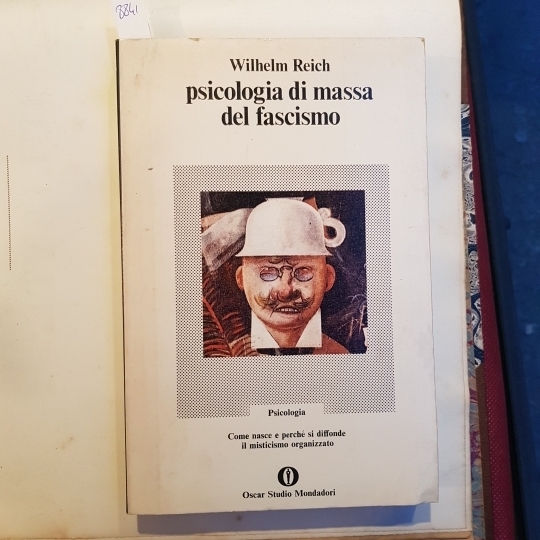 8841
Wilhelm Reich
psicologia di massa
del fascismo
Psicologia
Come nasce e perché si diffonde
il misticismo organizzato
Oscar Studio Mondadori